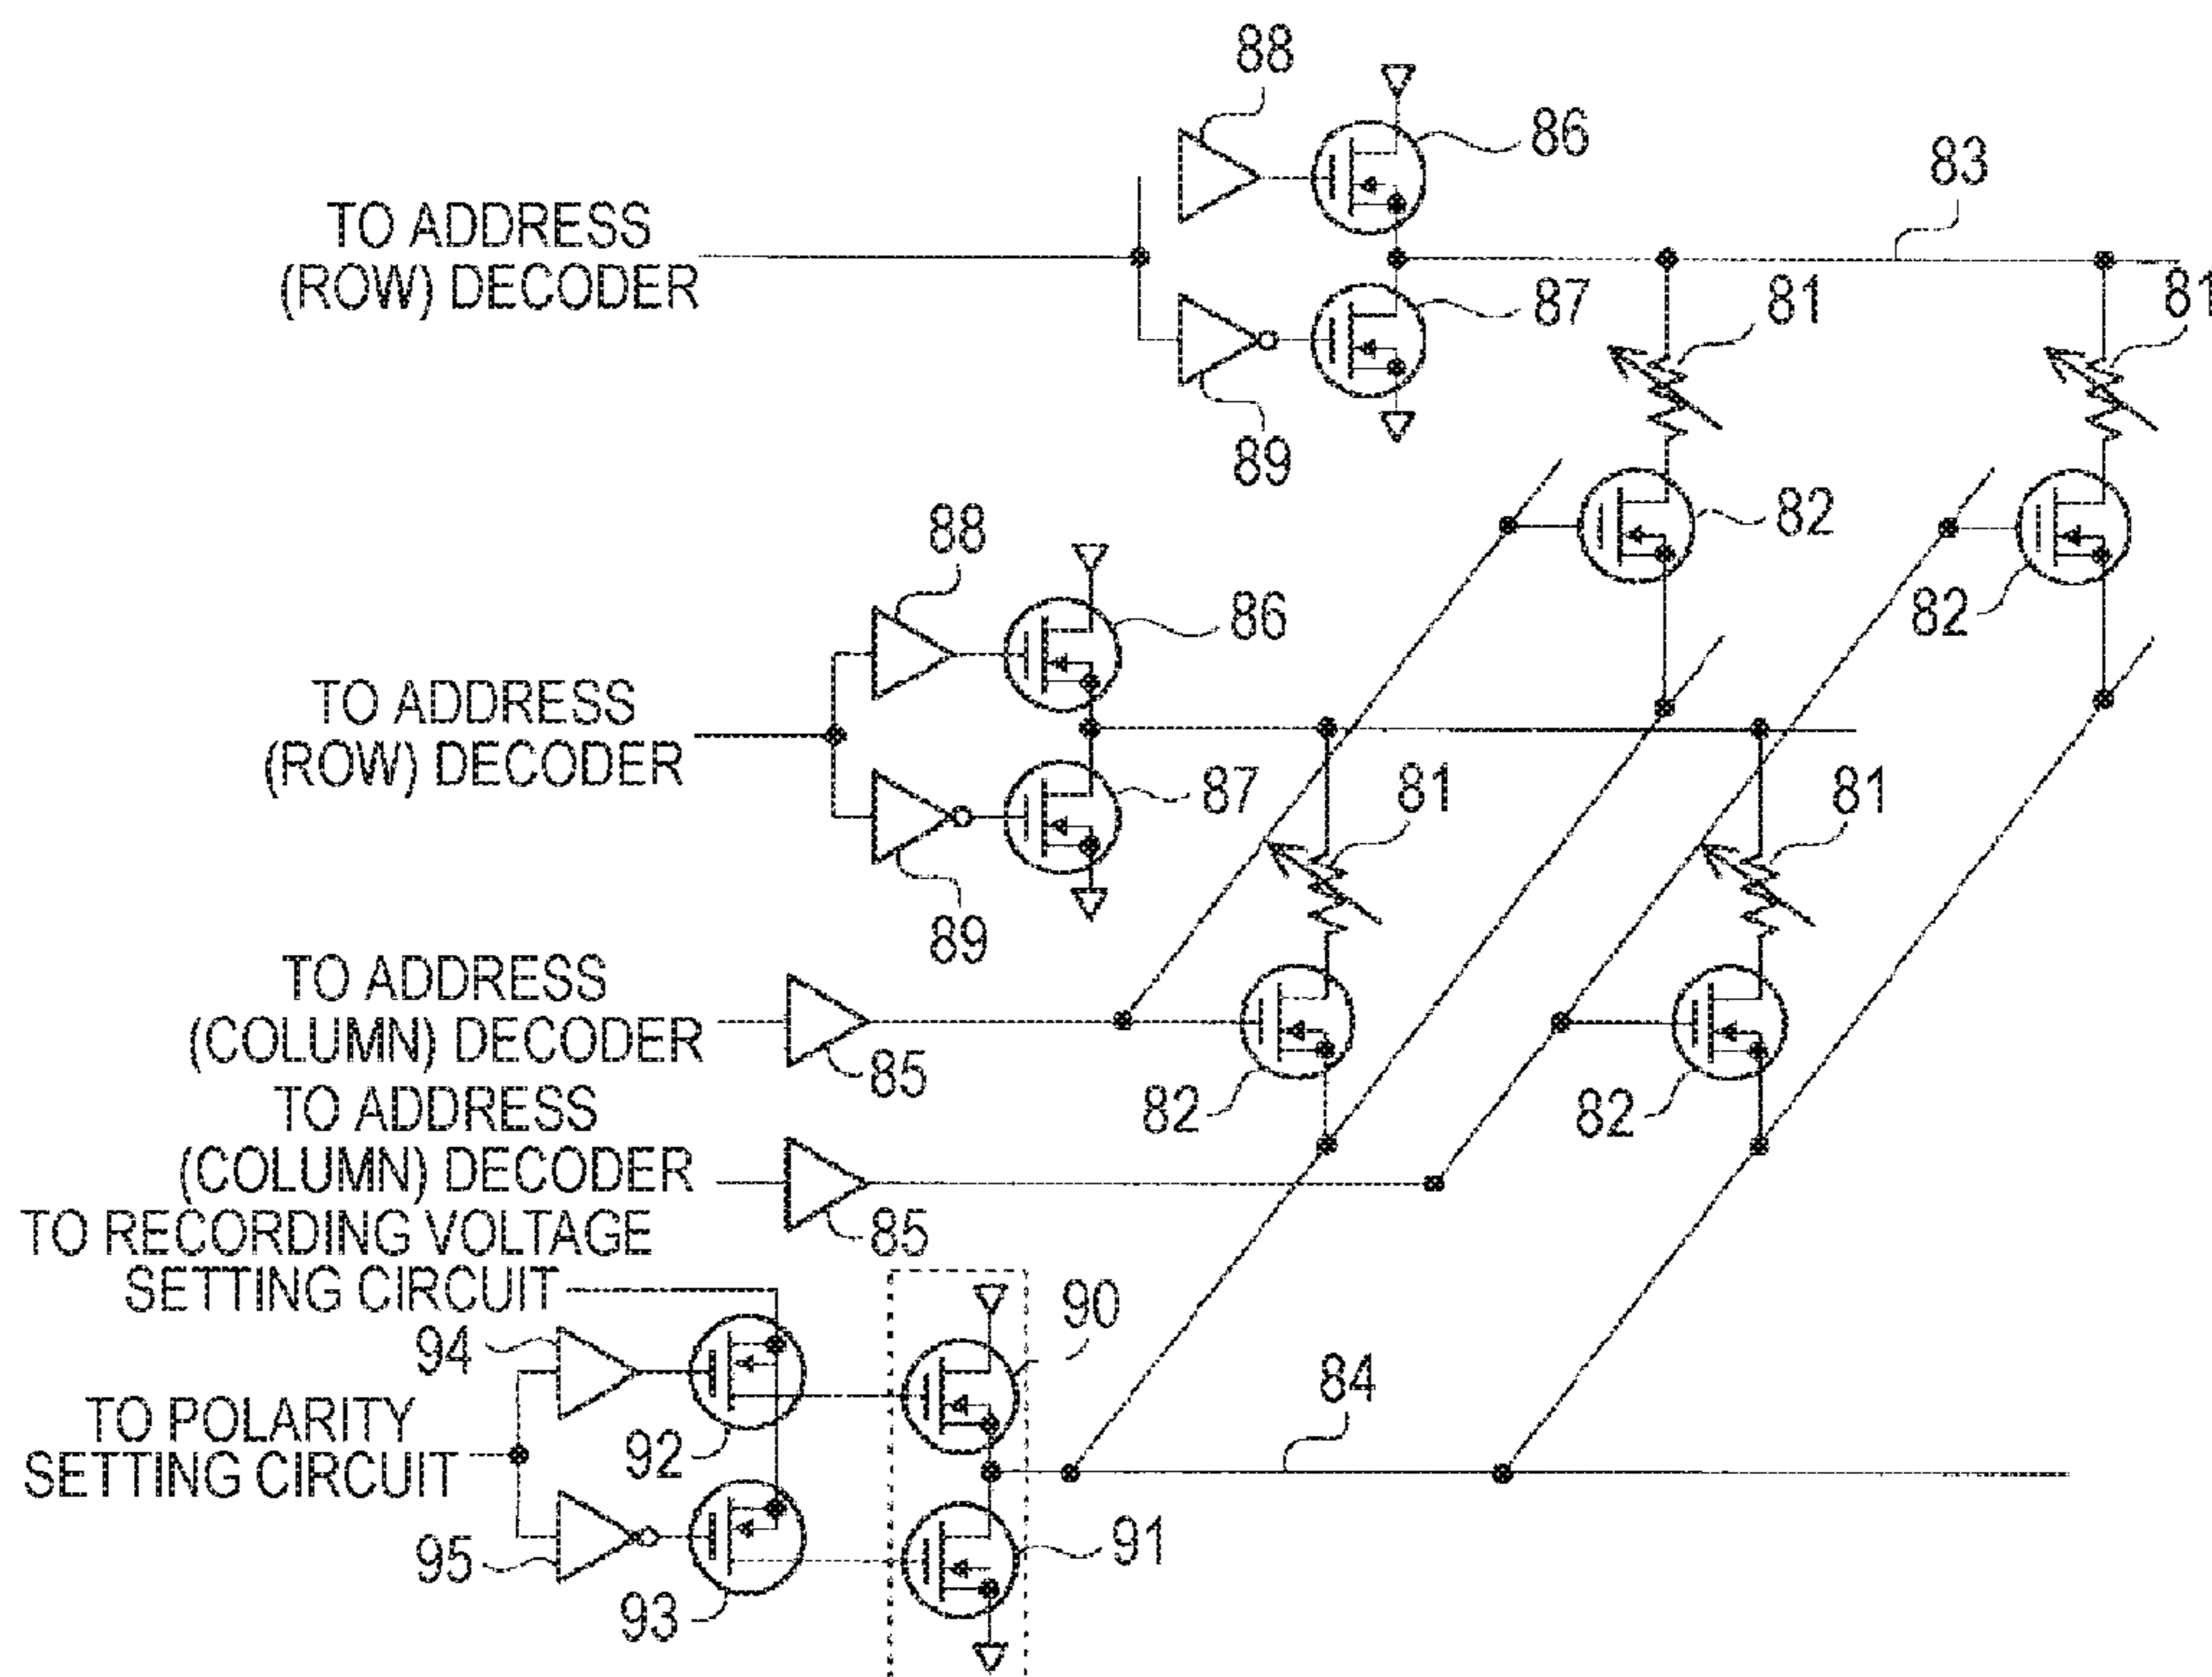 88
86
83
TO ADDRESS
(ROW) DECODER
87
81
81
89
82
88
86
82
TO ADDRESS
(ROW) DECODER
87
81
81
89
TO ADDRESS
(COLUMN) DECODER
85
82
82
TO ADDRESS
(COLUMN) DECODER
85
TO RECORDING VOLTAGE
SETTING CIRCUIT
90
94
84
TO POLARITY
SETTING CIRCUIT
92
91
95
93